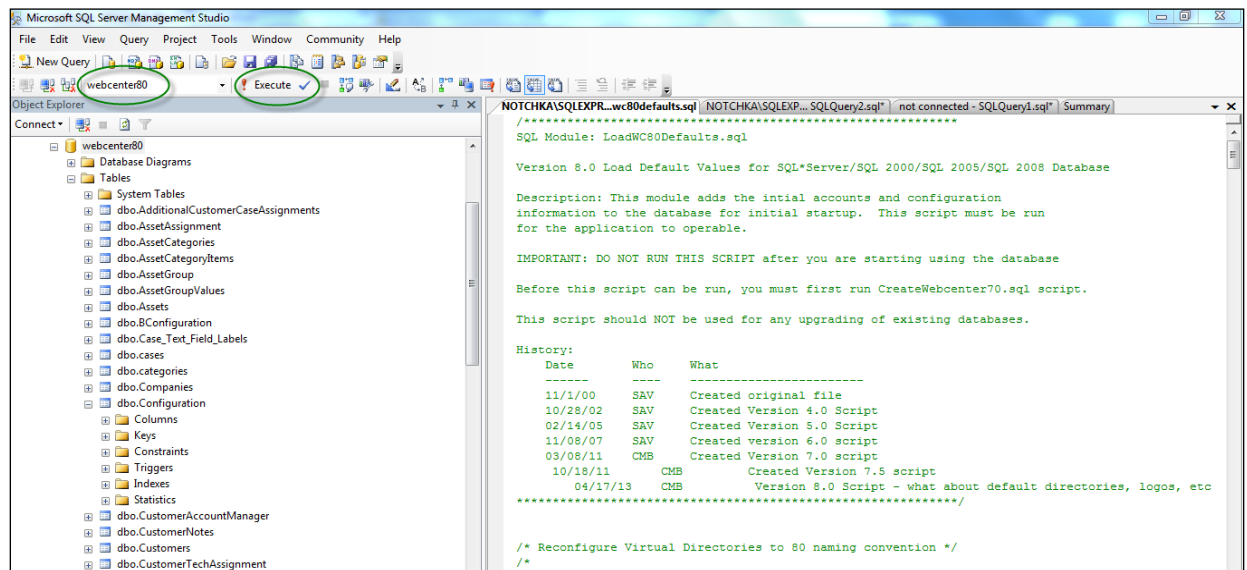 Microsoft SQL Server Management Studio
File Edit View Query Project Tools Window Community Help
New Query
webcenter80 Execute
Object Explorer
NOTCHKA\SQLEXPR...wc80defaults.sql NOTCHKA\SQLEXP... SQLQuery2.sql* not connected - SQLQuery1.sql* Summary
Connect
webcenter80
Database Diagrams
Tables
System Tables
dbo.AdditionalCustomerCaseAssignments
dbo.AssetAssignment
dbo.AssetCategories
dbo.AssetCategoryItems
dbo.AssetGroup
dbo.AssetGroupValues
dbo.Assets
dbo.BConfiguration
dbo.Case_Text_Field_Labels
dbo.cases
dbo.categories
dbo.Companies
dbo.Configuration
Columns
Keys
Constraints
Triggers
Indexes
Statistics
dbo.CustomerAccountManager
dbo.CustomerNotes
dbo.Customers
dbo.CustomerTechAssignment
/************************************************************
SQL Module: LoadWC80Defaults.sql
Version 8.0 Load Default Values for SQL*Server/SQL 2000/SQL 2005/SQL 2008 Database
Description: This module adds the intial accounts and configuration
information to the database for initial startup. This script must be run
for the application to operable.
IMPORTANT: DO NOT RUN THIS SCRIPT after you are starting using the database
Before this script can be run, you must first run CreateWebcenter70.sql script.
This script should NOT be used for any upgrading of existing databases.
History:
Date Who What
------ ---- ------------------------
11/1/00 SAV Created original file
10/28/02 SAV Created Version 4.0 Script
02/14/05 SAV Created Version 5.0 Script
11/08/07 SAV Created version 6.0 script
03/08/11 CMB Created Version 7.0 script
10/18/11 CMB Created Version 7.5 script
04/17/13 CMB Version 8.0 Script - what about default directories, logos, etc
*************************************************************/
/* Reconfigure Virtual Directories to 80 naming convention */
/*